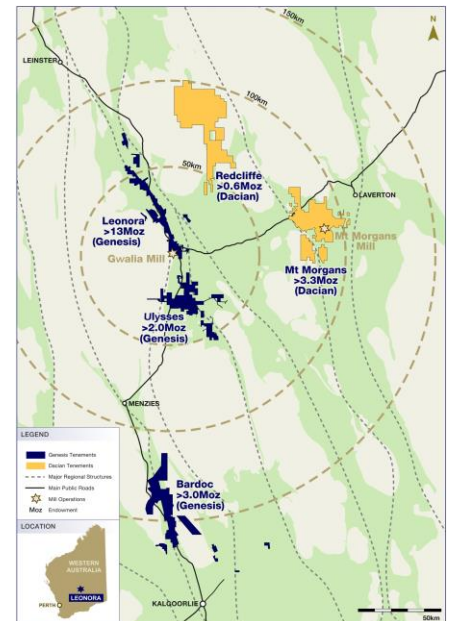 N
150km
LEINSTER
100km
50km
Redcliffe
>0.6Moz
(Dacian)
LAVERTON
Leonora
>13Moz
(Genesis)
Mt Morgans
Mill
Gwalia Mill
Mt Morgans
>3.3Moz
(Dacian)
Ulysses
>2.0Moz
(Genesis)
MENZIES
LEGEND
Genesis Tenements
Dacian Tenements
Major Regional Structures
Main Public Roads
Mill Operations
Moz Endowment
Bardoc
>3.0Moz
(Genesis)
LOCATION
WESTERN
AUSTRALIA
LEONORA
PERTH
KALGOORLIE
50km